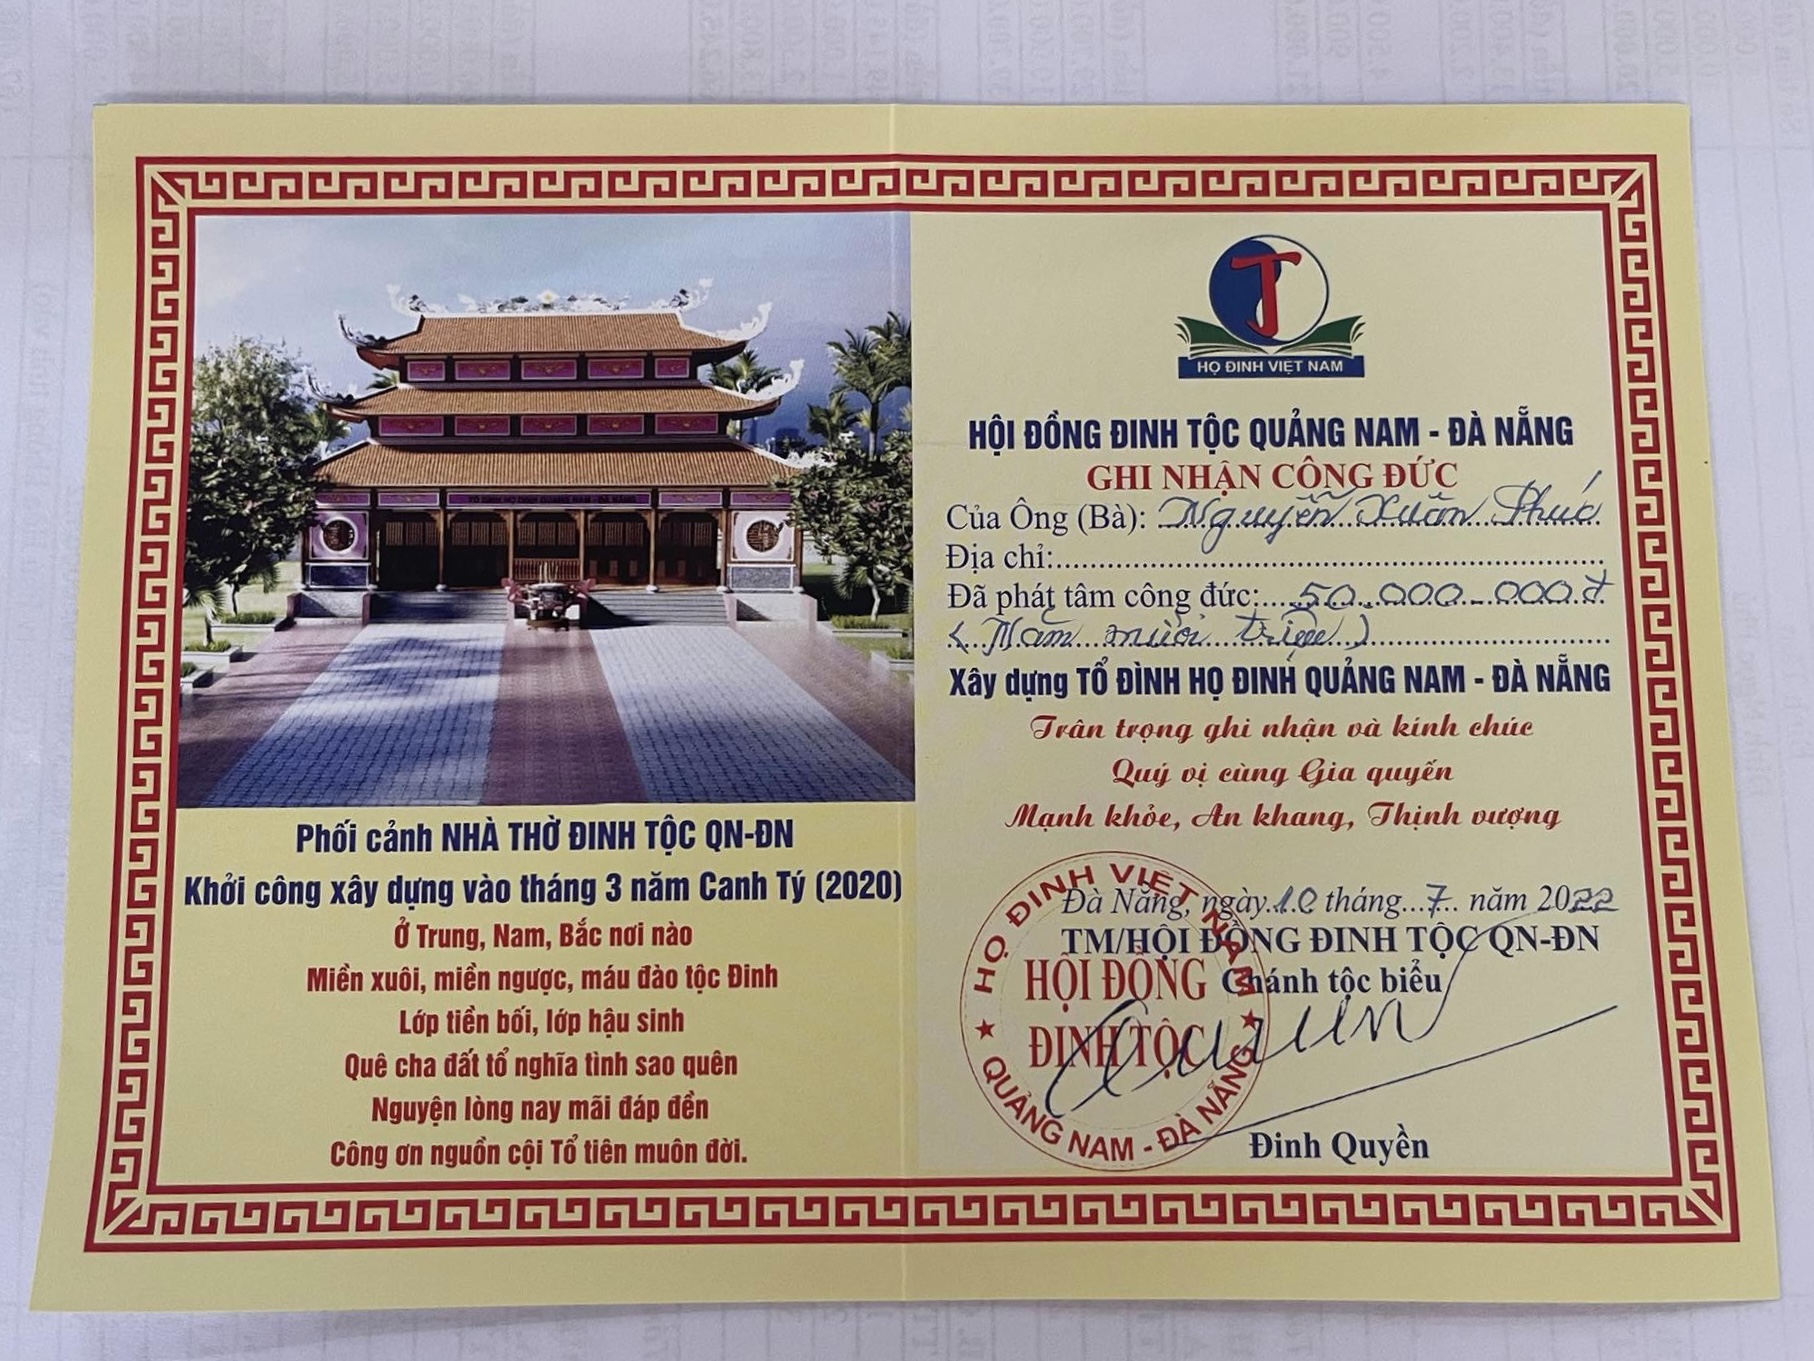 TỔ ĐÌNH HỌ ĐINH QUẢNG NAM - ĐÀ NẴNG
Phối cảnh NHÀ THỜ ĐINH TỘC QN-ĐN
Khởi công xây dựng vào tháng 3 năm Canh Tý (2020)
Ở Trung, Nam, Bắc nơi nào
Miền xuôi, miền ngược, máu đào tộc Đinh
Lớp tiền bối, lớp hậu sinh
Quê cha đất tổ nghĩa tình sao quên
Nguyện lòng nay mãi đáp đền
Công ơn nguồn cội Tổ tiên muôn đời.
T
HỌ ĐINH VIỆT NAM
HỘI ĐỒNG ĐINH TỘC QUẢNG NAM - ĐÀ NẴNG
GHI NHẬN CÔNG ĐỨC
Của Ông (Bà): Nguyễn Xuân Phúc
Địa chỉ:
Đã phát tâm công đức: 50.000.000đ
(Năm mươi triệu)
Xây dựng TỔ ĐÌNH HỌ ĐINH QUẢNG NAM - ĐÀ NẴNG
Trân trọng ghi nhận và kính chúc
Quý vị cùng Gia quyến
Mạnh khỏe, An khang, Thịnh vượng
Đà Nẵng, ngày 10 tháng 7 năm 2022
TM/HỘI ĐỒNG ĐINH TỘC QN-ĐN
Chánh tộc biểu
HỌ ĐINH VIỆT NAM
HỘI ĐỒNG
ĐINH TỘC
QUẢNG NAM - ĐÀ NẴNG
Đinh Quyền